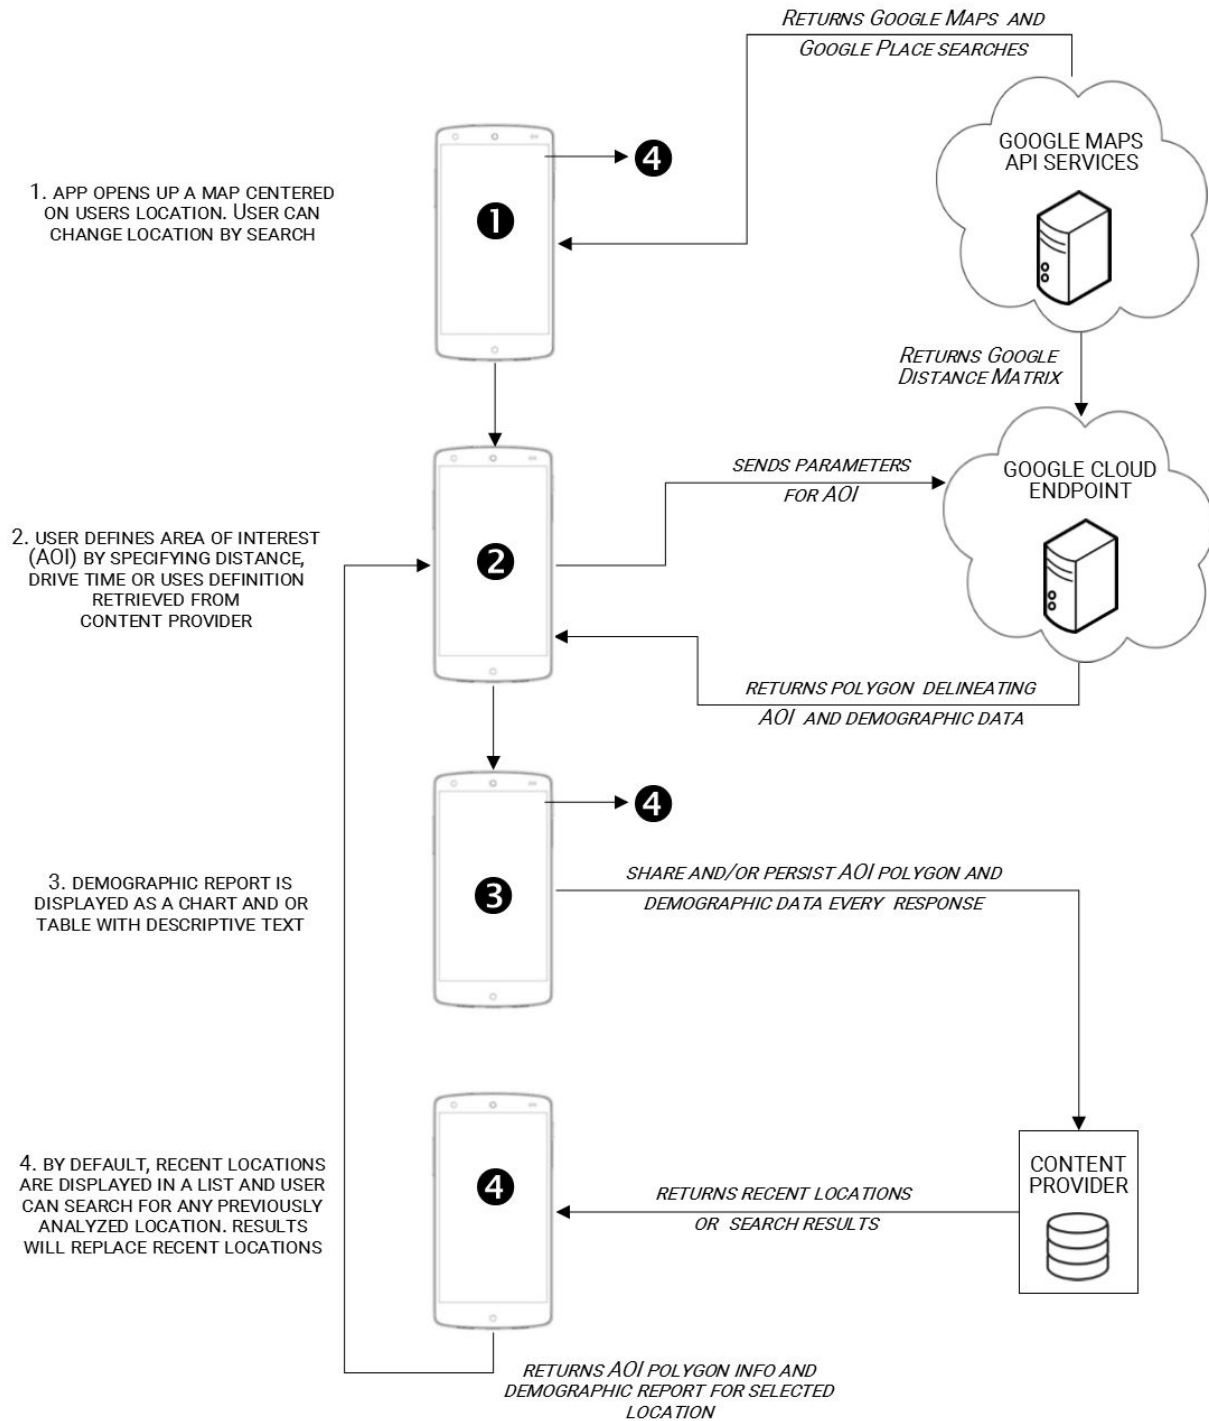 RETURNS GOOGLE MAPS AND
GOOGLE PLACE SEARCHES
GOOGLE MAPS
API SERVICES
4
1
1. APP OPENS UP A MAP CENTERED
ON USERS LOCATION. USER CAN
CHANGE LOCATION BY SEARCH
RETURNS GOOGLE
DISTANCE MATRIX
SENDS PARAMETERS
FOR AOI
GOOGLE CLOUD
ENDPOINT
2. USER DEFINES AREA OF INTEREST
(AOI) BY SPECIFYING DISTANCE,
DRIVE TIME OR USES DEFINITION
RETRIEVED FROM
CONTENT PROVIDER
2
RETURNS POLYGON DELINEATING
AOI AND DEMOGRAPHIC DATA
4
3. DEMOGRAPHIC REPORT IS
DISPLAYED AS A CHART AND OR
TABLE WITH DESCRIPTIVE TEXT
3
SHARE AND/OR PERSIST AOI POLYGON AND
DEMOGRAPHIC DATA EVERY RESPONSE
4. BY DEFAULT, RECENT LOCATIONS
ARE DISPLAYED IN A LIST AND USER
CAN SEARCH FOR ANY PREVIOUSLY
ANALYZED LOCATION. RESULTS
WILL REPLACE RECENT LOCATIONS
4
RETURNS RECENT LOCATIONS
OR SEARCH RESULTS
CONTENT
PROVIDER
RETURNS AOI POLYGON INFO AND
DEMOGRAPHIC REPORT FOR SELECTED
LOCATION